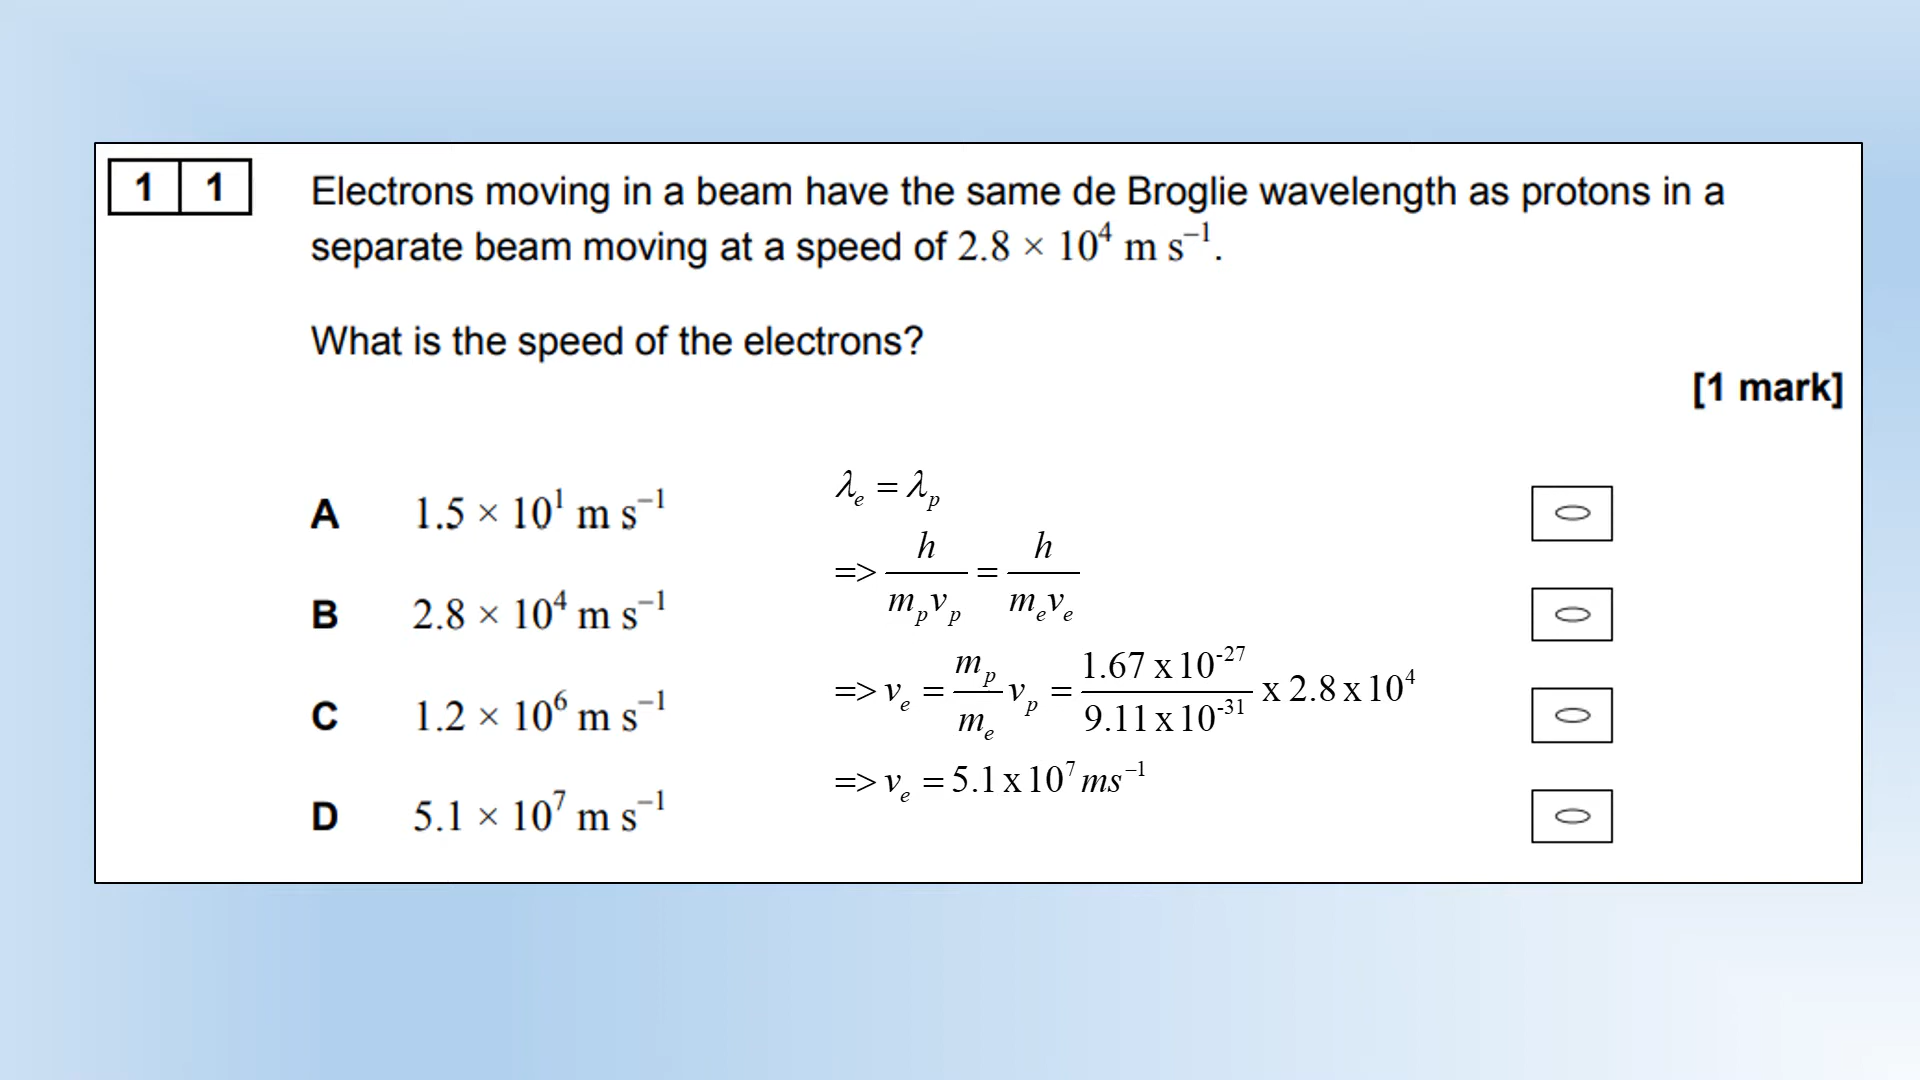 1 1
Electrons moving in a beam have the same de Broglie wavelength as protons in a
separate beam moving at a speed of 2.8 × 10⁴ m s⁻¹.
What is the speed of the electrons?
[1 mark]
A 1.5 × 10¹ m s⁻¹
B 2.8 × 10⁴ m s⁻¹
C 1.2 × 10⁶ m s⁻¹
D 5.1 × 10⁷ m s⁻¹
λₑ = λₚ
=> h / mₚvₚ = h / mₑvₑ
=> vₑ = mₚ / mₑ vₚ = 1.67 x 10⁻²⁷ / 9.11 x 10⁻³¹ x 2.8 x 10⁴
=> vₑ = 5.1 x 10⁷ ms⁻¹